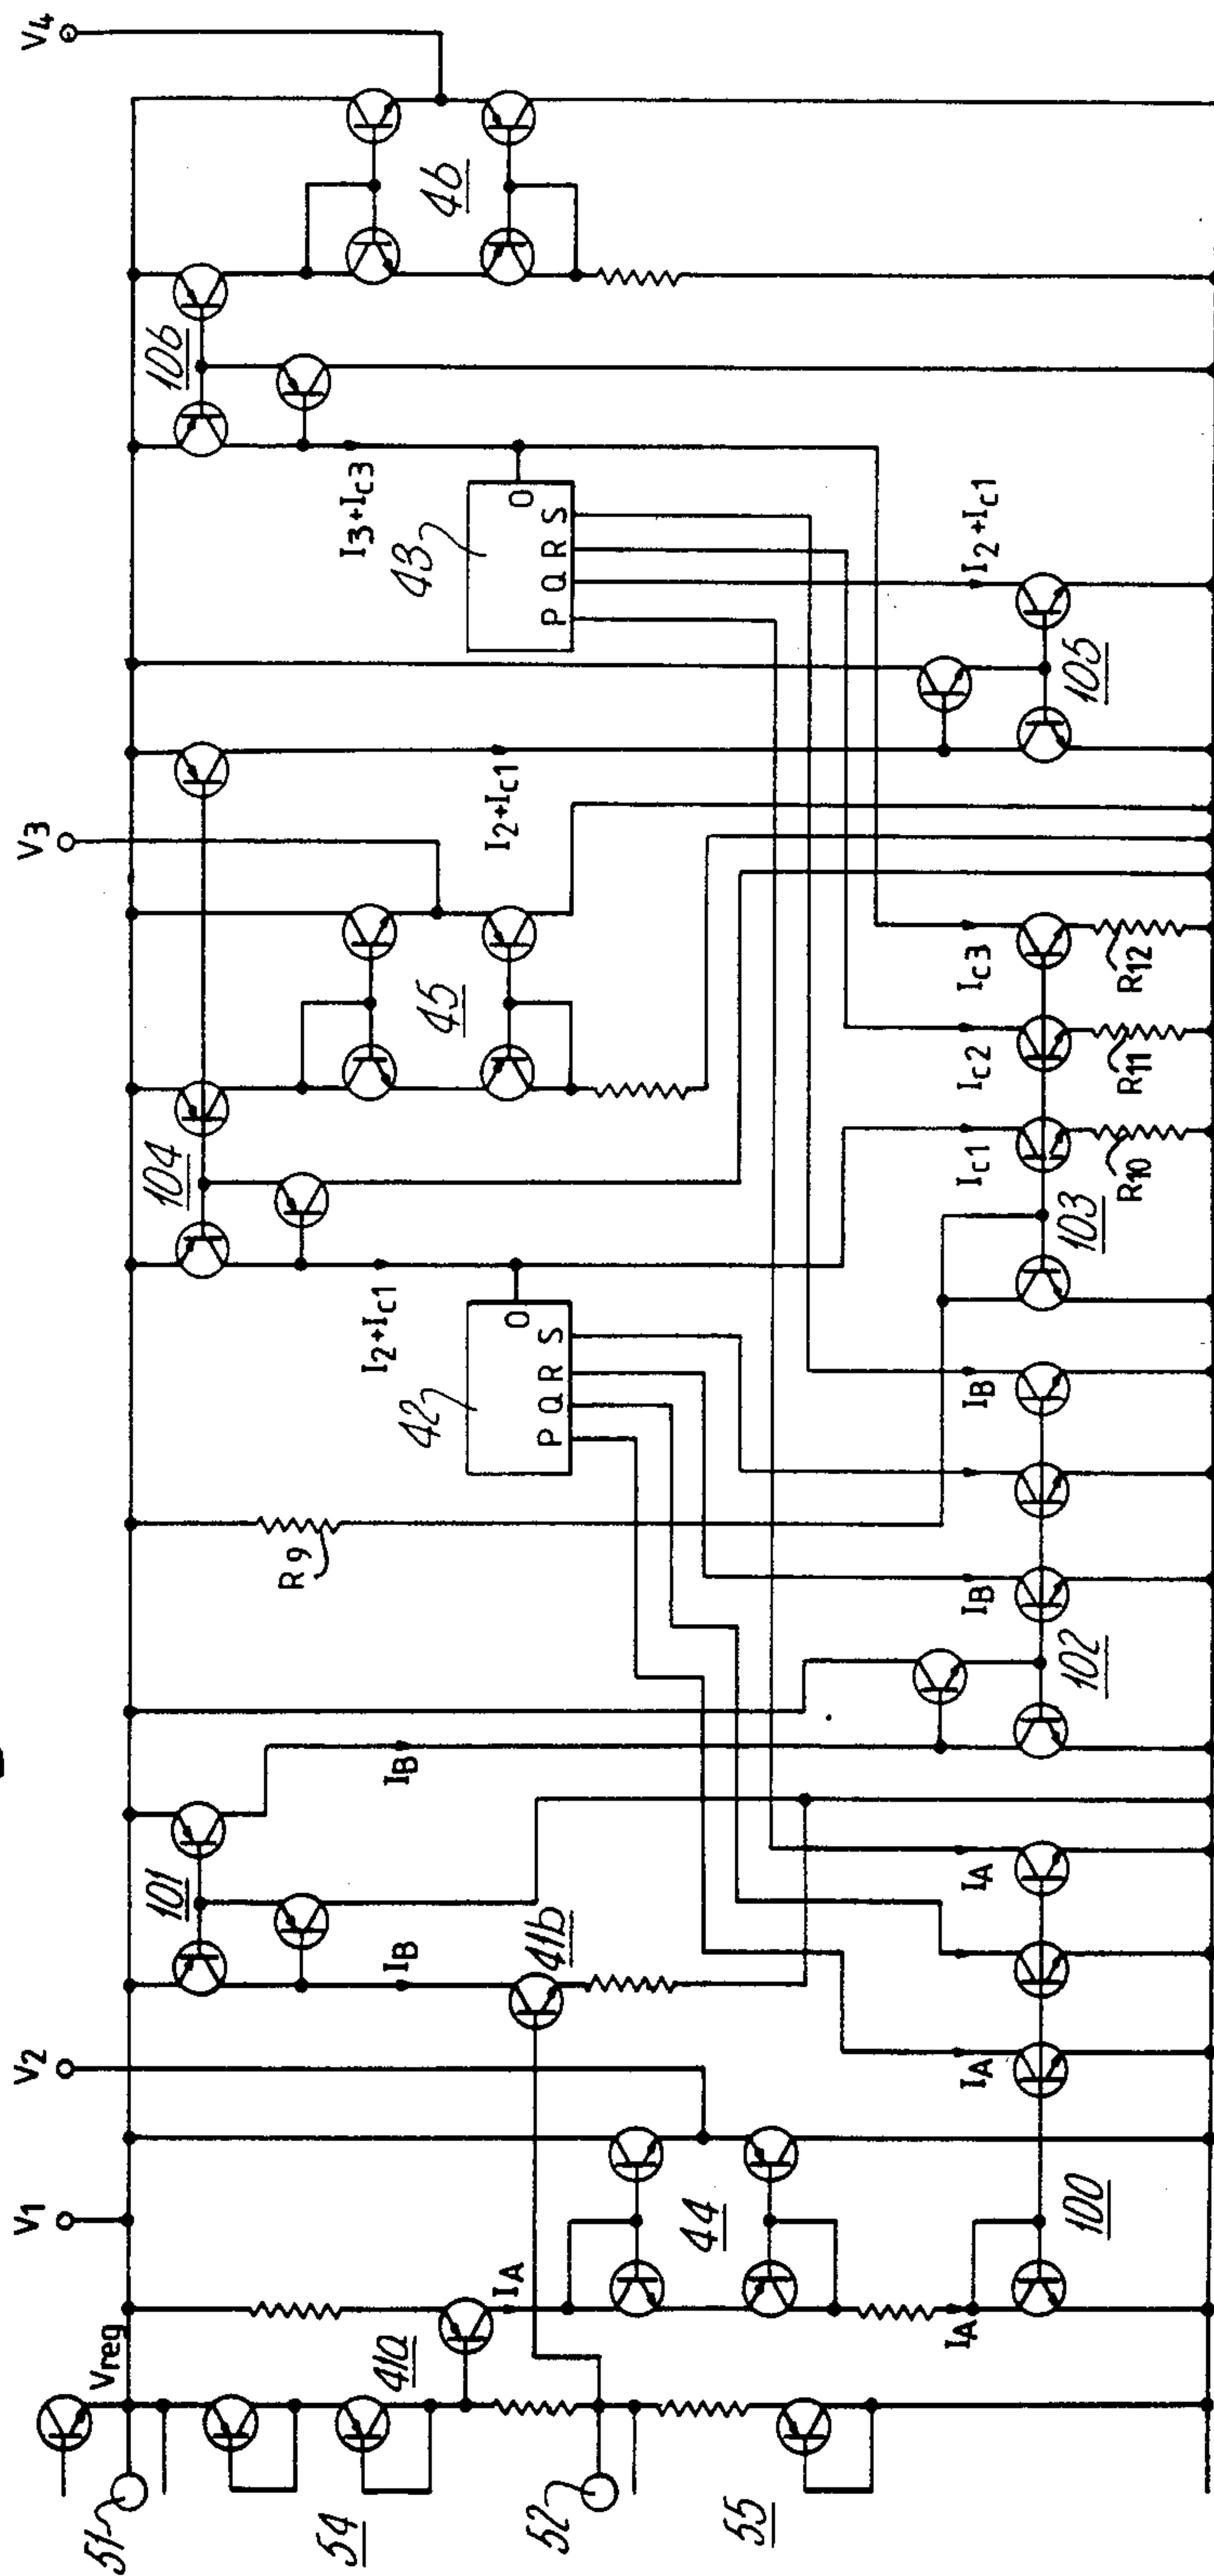 V1
V2
V3
V4
Vreg
51
54
52
55
41a
IA
44
IA
100
IA
IA
101
IB
41b
IB
102
IB
IB
R9
42
P Q R S
O
I2+Ic1
104
45
I2+Ic1
103
Ic1
Ic2
Ic3
R10
R11
R12
43
P Q R S
O
I3+Ic3
I2+Ic1
105
106
46